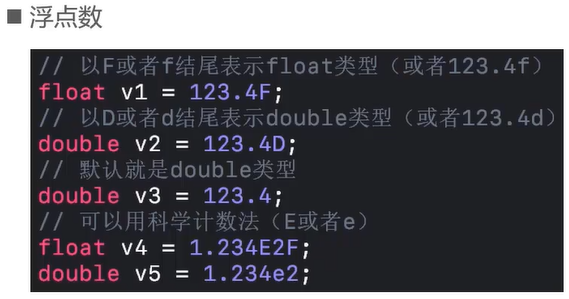 ■ 浮点数
// 以F或者f结尾表示float类型（或者123.4f）
float v1 = 123.4F;
// 以D或者d结尾表示double类型（或者123.4d）
double v2 = 123.4D;
// 默认就是double类型
double v3 = 123.4;
// 可以用科学计数法（E或者e）
float v4 = 1.234E2F;
double v5 = 1.234e2;